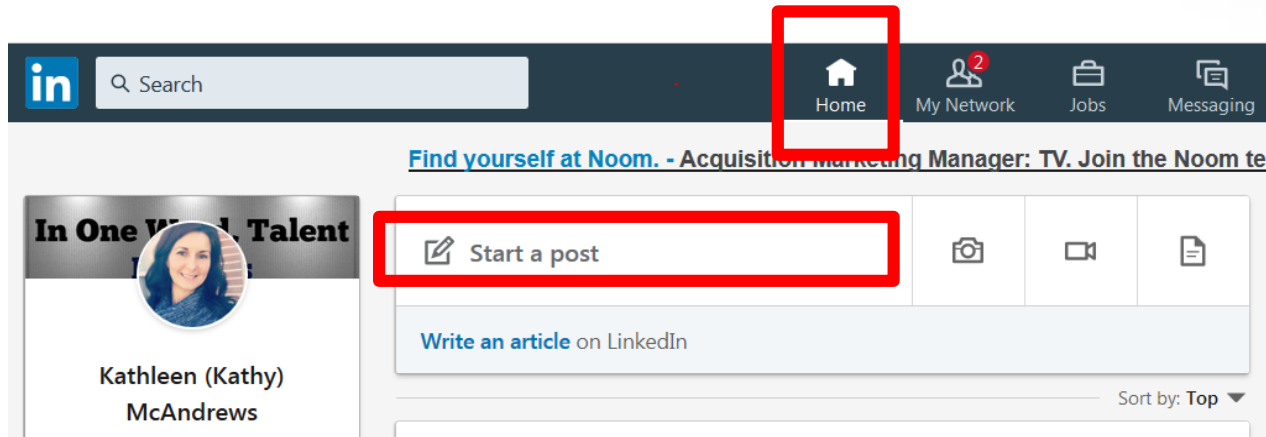 in
Search
2
Home
My Network
Jobs
Messaging
Find yourself at Noom. - Acquisition Marketing Manager: TV. Join the Noom te
In One Talent
Start a post
Write an article on LinkedIn
Kathleen (Kathy)
McAndrews
Sort by: Top